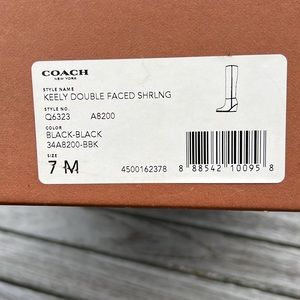 COACH
NEW YORK
STYLE NAME
KEELY DOUBLE FACED SHRLNG
STYLE NO.
Q6323 A8200
COLOR
BLACK-BLACK
34A8200-BBK
SIZE
7 M
4500162378
8 88542 10095 8